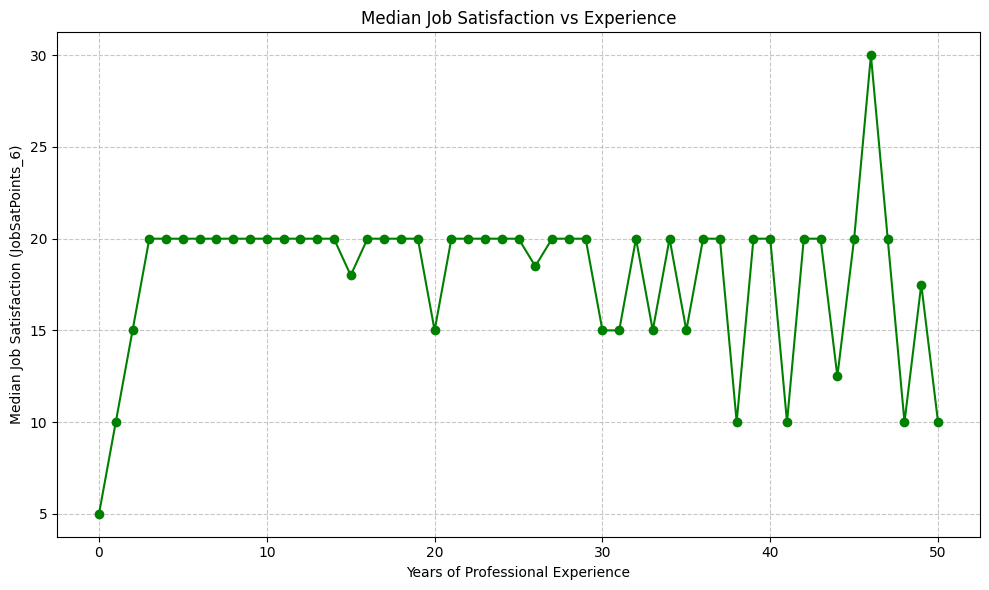 Median Job Satisfaction vs Experience
Median Job Satisfaction (JobSatPoints_6)
30
25
20
15
10
5
0 10 20 30 40 50
Years of Professional Experience